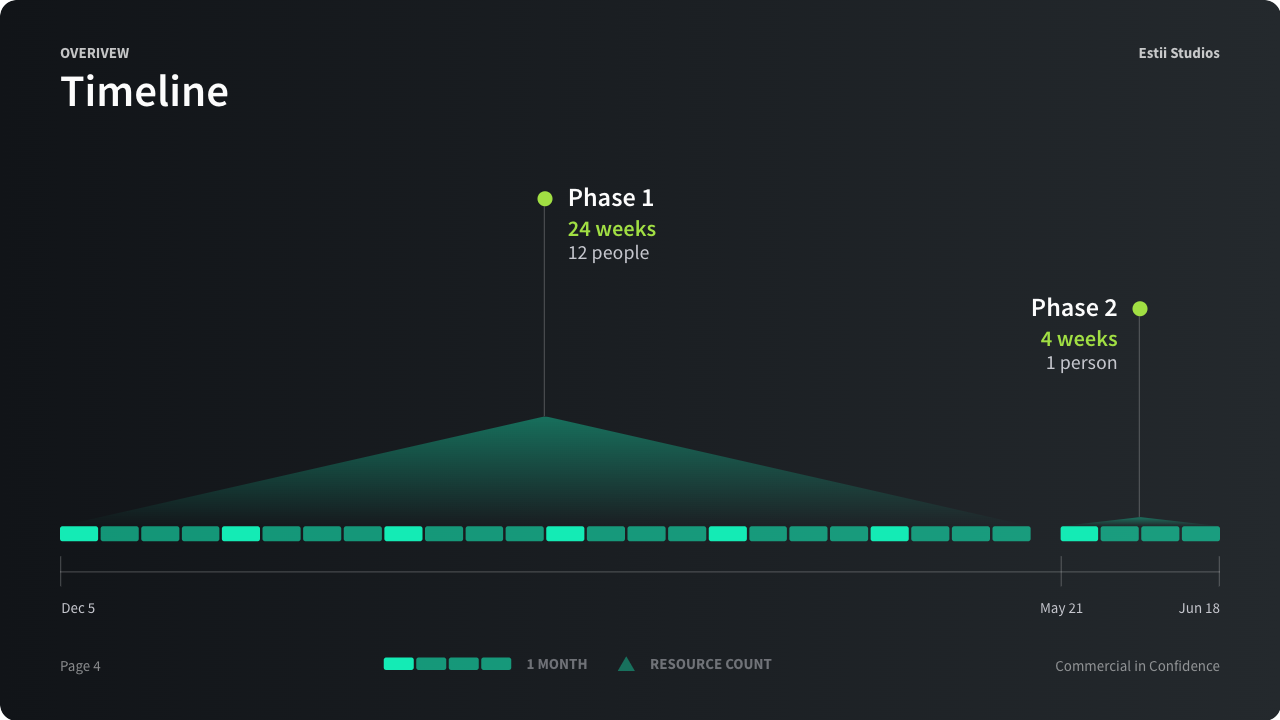 OVERIVEW
Estii Studios
Timeline
Phase 1
24 weeks
12 people
Phase 2
4 weeks
1 person
Dec 5
May 21
Jun 18
Page 4
1 MONTH
RESOURCE COUNT
Commercial in Confidence